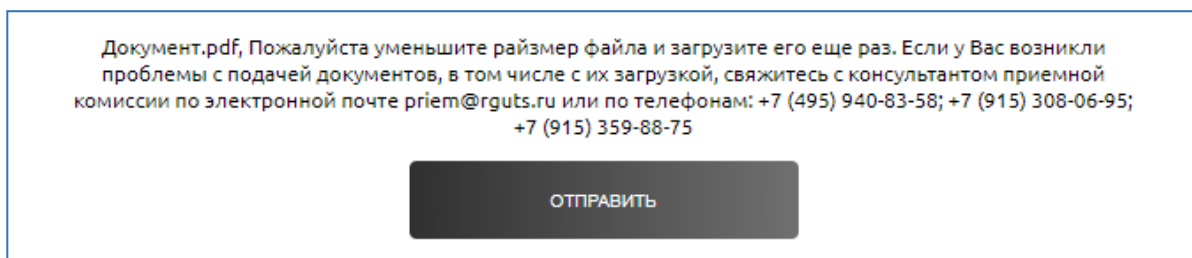 Документ.pdf, Пожалуйста уменьшите райзмер файла и загрузите его еще раз. Если у Вас возникли
проблемы с подачей документов, в том числе с их загрузкой, свяжитесь с консультантом приемной
комиссии по электронной почте priem@rguts.ru или по телефонам: +7 (495) 940-83-58; +7 (915) 308-06-95;
+7 (915) 359-88-75
ОТПРАВИТЬ